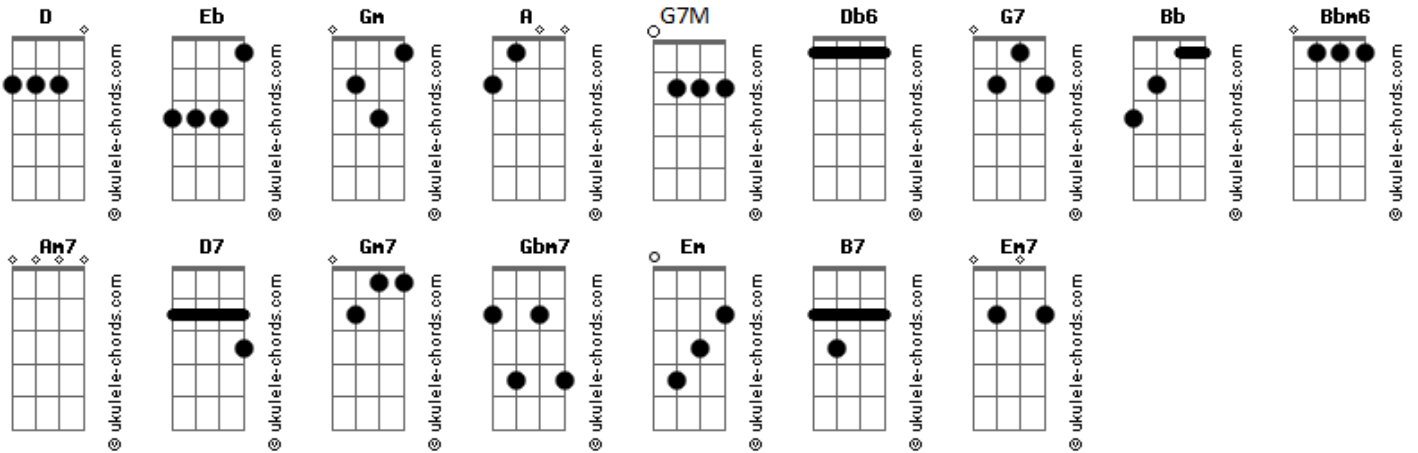 D Eb Gm A G7M Db6 G7 Bb Bbm6
© ukulele-chords.com © ukulele-chords.com © ukulele-chords.com © ukulele-chords.com © ukulele-chords.com © ukulele-chords.com © ukulele-chords.com © ukulele-chords.com © ukulele-chords.com
Am7 D7 Gm7 Gbm7 Em B7 Em7
© ukulele-chords.com © ukulele-chords.com © ukulele-chords.com © ukulele-chords.com © ukulele-chords.com © ukulele-chords.com © ukulele-chords.com